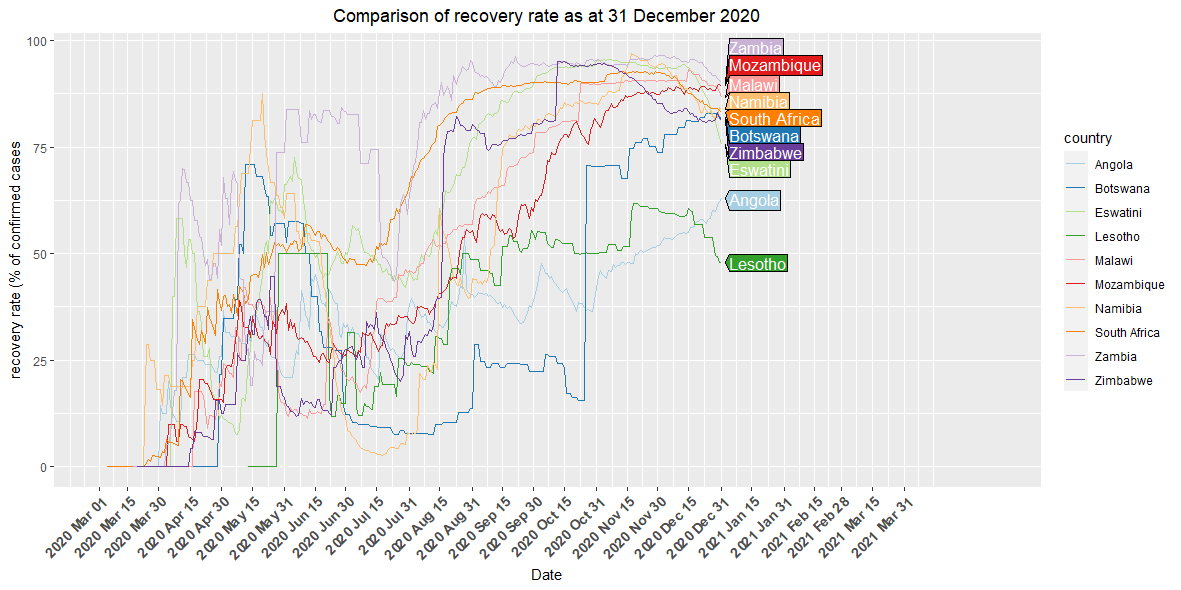 Comparison of recovery rate as at 31 December 2020
recovery rate (% of confirmed cases
100
75
50
25
0
Zambia
Mozambique
Malawi
Namibia
South Africa
Botswana
Zimbabwe
Eswatini
Angola
Lesotho
2020 Mar 01
2020 Mar 15
2020 Mar 30
2020 Apr 15
2020 Apr 30
2020 May 15
2020 May 31
2020 Jun 15
2020 Jun 30
2020 Jul 15
2020 Jul 31
2020 Aug 15
2020 Aug 31
2020 Sep 15
2020 Sep 30
2020 Oct 15
2020 Oct 31
2020 Nov 15
2020 Nov 30
2020 Dec 15
2020 Dec 31
2021 Jan 15
2021 Jan 31
2021 Feb 15
2021 Feb 28
2021 Mar 15
2021 Mar 31
Date
country
Angola
Botswana
Eswatini
Lesotho
Malawi
Mozambique
Namibia
South Africa
Zambia
Zimbabwe